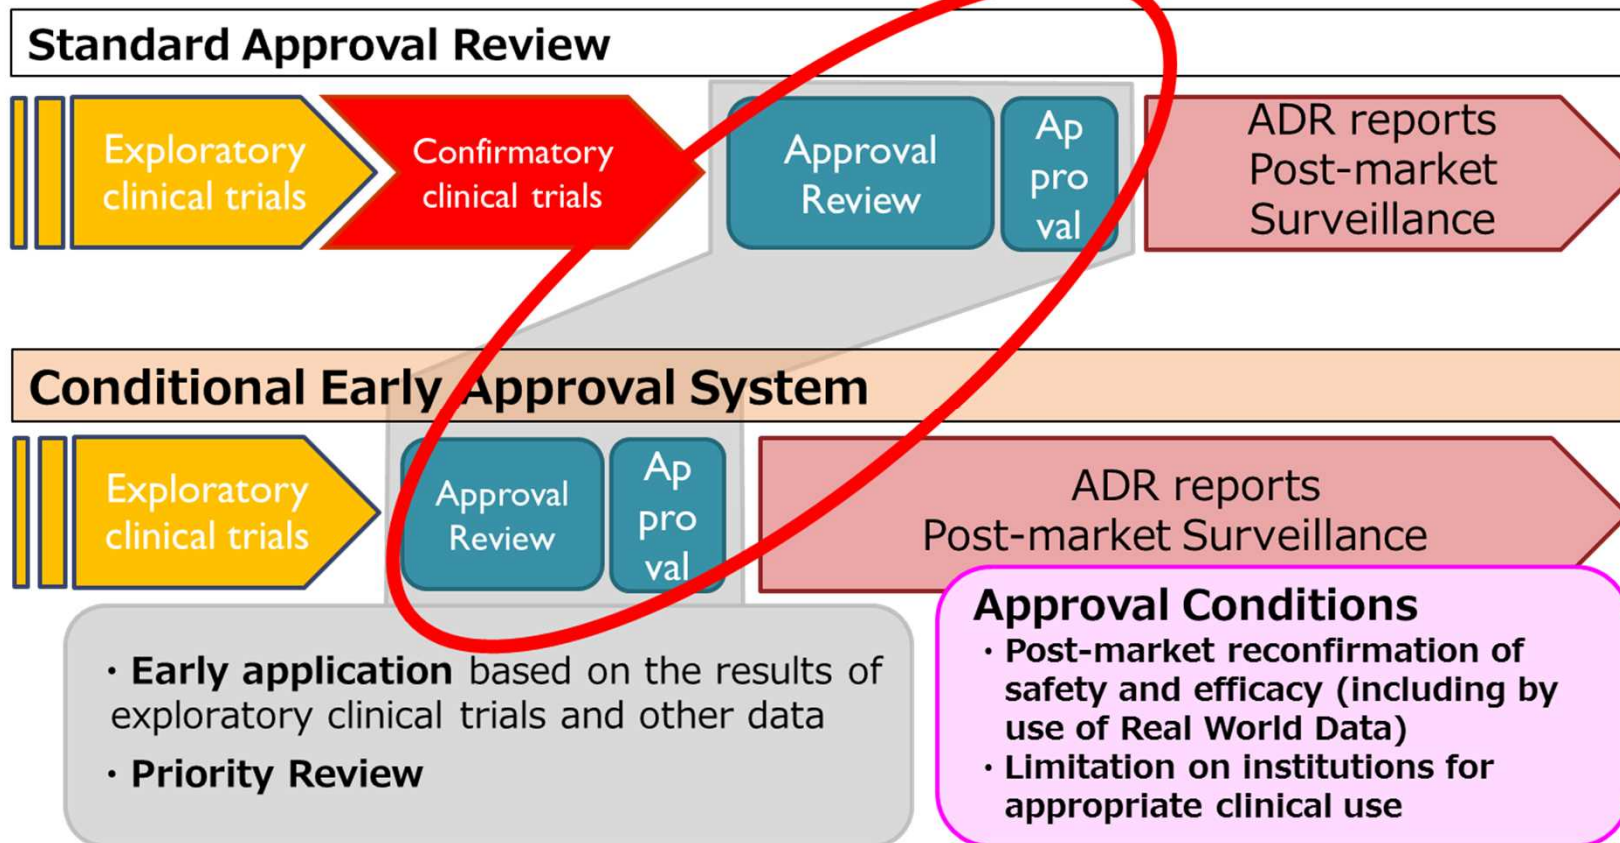 Standard Approval Review
Exploratory
clinical trials
Confirmatory
clinical trials
Approval
Review
Ap
pro
val
ADR reports
Post-market
Surveillance
Conditional Early Approval System
Exploratory
clinical trials
Approval
Review
Ap
pro
val
ADR reports
Post-market Surveillance
・Early application based on the results of
exploratory clinical trials and other data
・Priority Review
Approval Conditions
・Post-market reconfirmation of
safety and efficacy (including by
use of Real World Data)
・Limitation on institutions for
appropriate clinical use